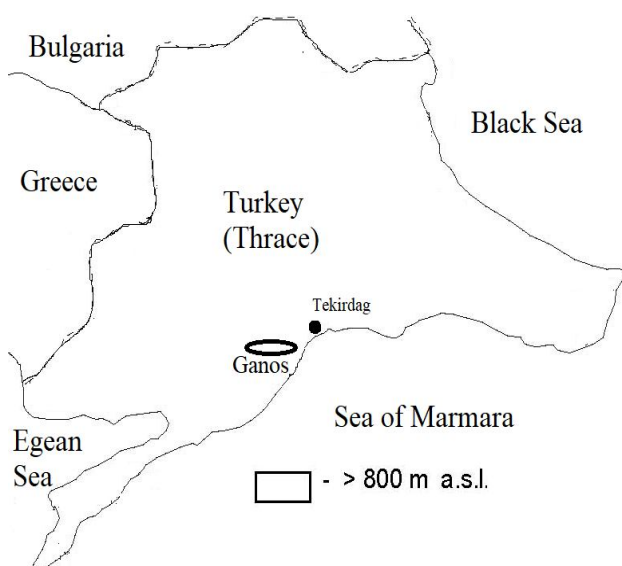 Bulgaria
Black Sea
Greece
Turkey
(Thrace)
Tekirdag
Ganos
Sea of Marmara
Egean
Sea
- > 800 m a.s.l.